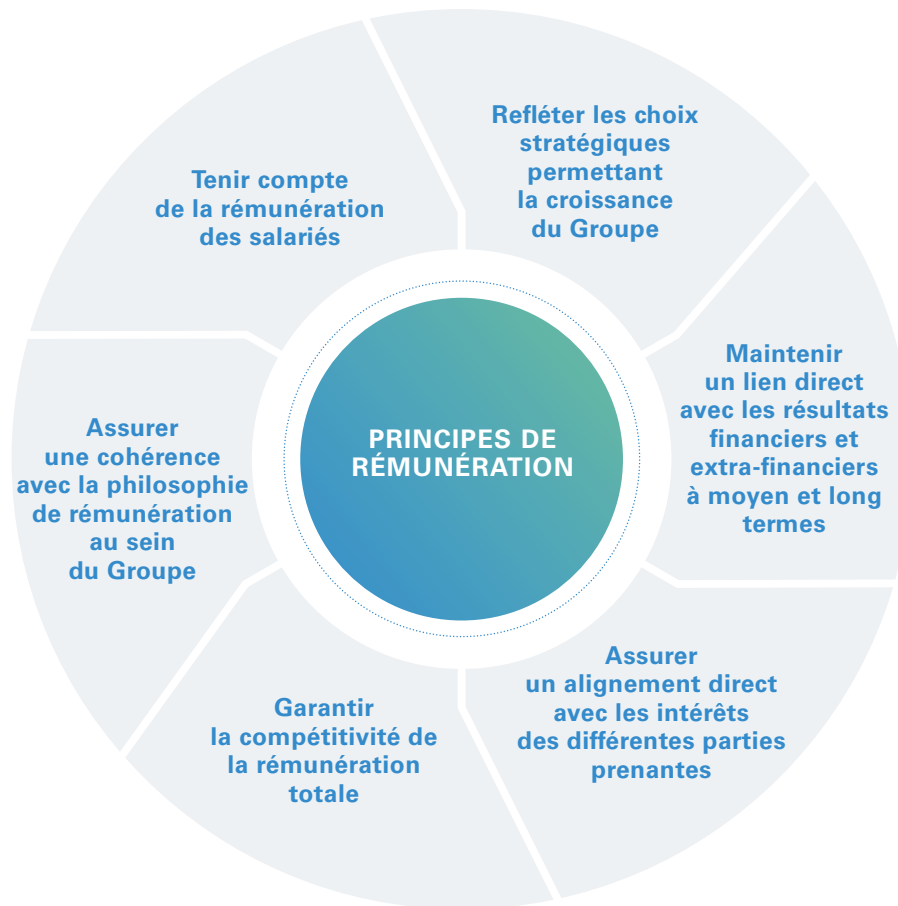 Refléter les choix
stratégiques
permettant
la croissance
du Groupe
Maintenir
un lien direct
avec les résultats
financiers et
extra-financiers
à moyen et long
termes
Assurer
un alignement direct
avec les intérêts
des différentes parties
prenantes
Garantir
la compétitivité de
la rémunération
totale
Assurer
une cohérence
avec la philosophie
de rémunération
au sein
du Groupe
Tenir compte
de la rémunération
des salariés
PRINCIPES DE
RÉMUNÉRATION